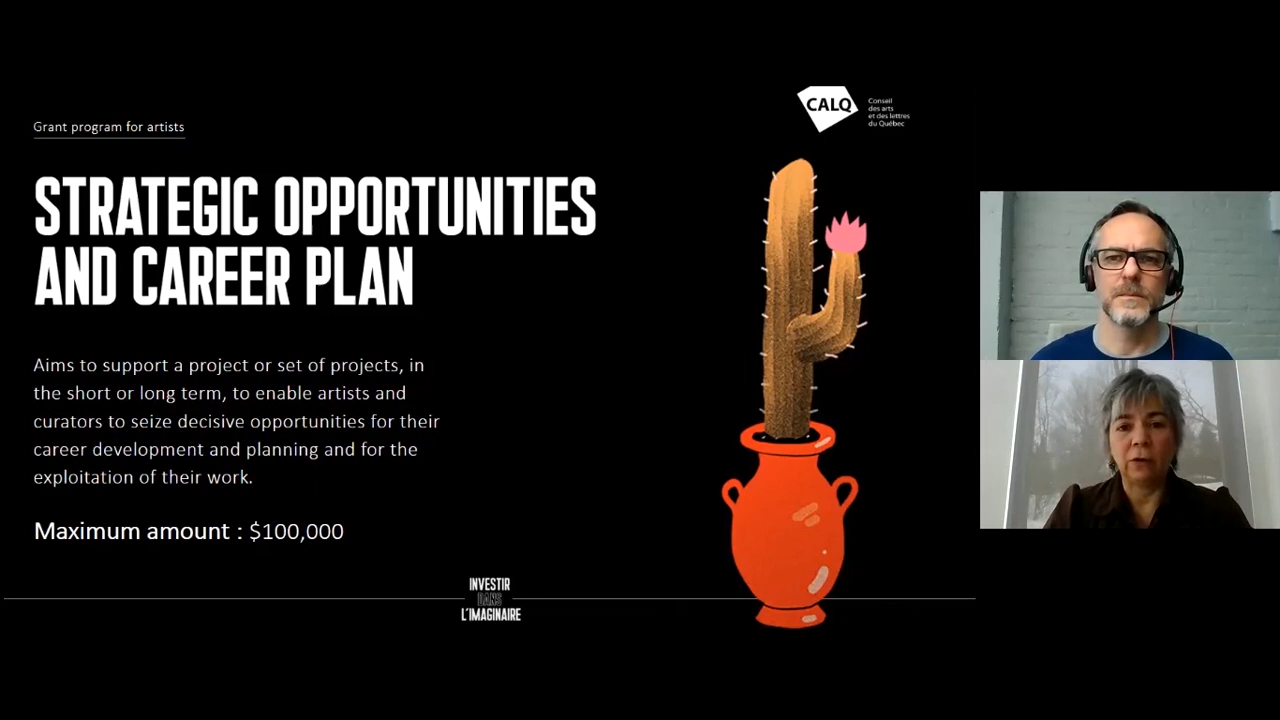 Grant program for artists
STRATEGIC OPPORTUNITIES
AND CAREER PLAN
Aims to support a project or set of projects, in
the short or long term, to enable artists and
curators to seize decisive opportunities for their
career development and planning and for the
exploitation of their work.
Maximum amount : $100,000
CALQ
Conseil
des arts
et des lettres
du Québec
INVESTIR
DANS
L'IMAGINAIRE